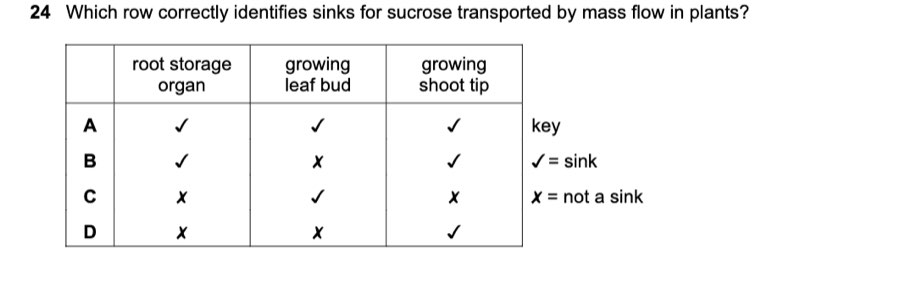 24 Which row correctly identifies sinks for sucrose transported by mass flow in plants?
root storage organ growing leaf bud growing shoot tip
A ✓ ✓ ✓ key
B ✓ ✗ ✓ ✓ = sink
C ✗ ✓ ✗ ✗ = not a sink
D ✗ ✗ ✓